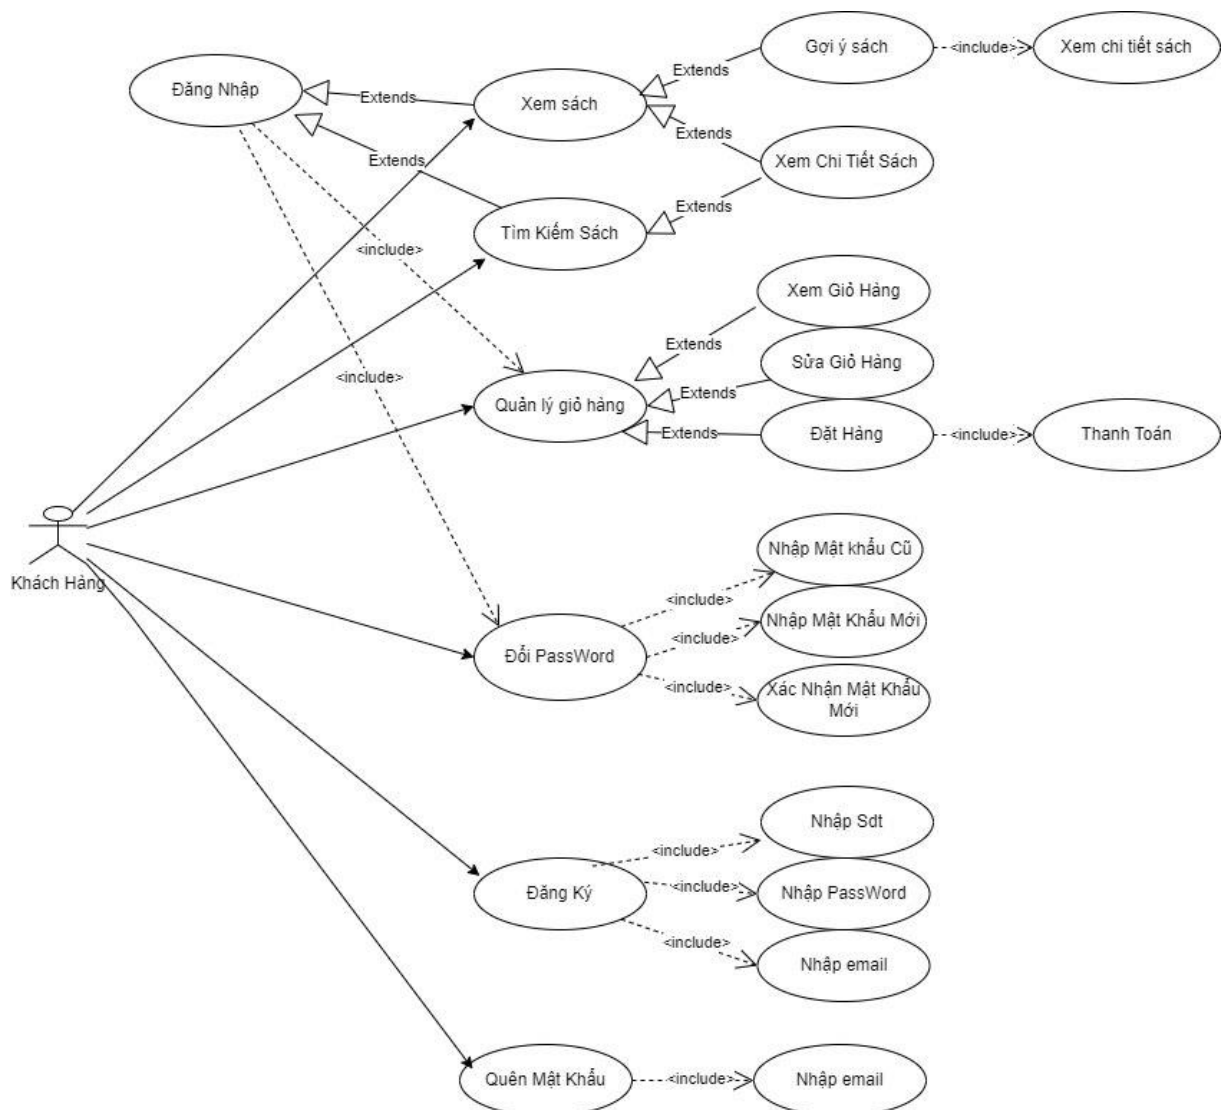 Gợi ý sách
<include>
Xem chi tiết sách
Extends
Đăng Nhập
Extends
Xem sách
Extends
Xem Chi Tiết Sách
Extends
Extends
Tìm Kiếm Sách
<include>
Xem Giỏ Hàng
Extends
Sửa Giỏ Hàng
<include>
Extends
Quản lý giỏ hàng
Extends
Đặt Hàng
<include>
Thanh Toán
Khách Hàng
Nhập Mật khẩu Cũ
<include>
Nhập Mật Khẩu Mới
<include>
Đổi PassWord
<include>
Xác Nhận Mật Khẩu
Mới
Nhập Sdt
<include>
Đăng Ký
<include>
Nhập PassWord
<include>
Nhập email
Quên Mật Khẩu
<include>
Nhập email